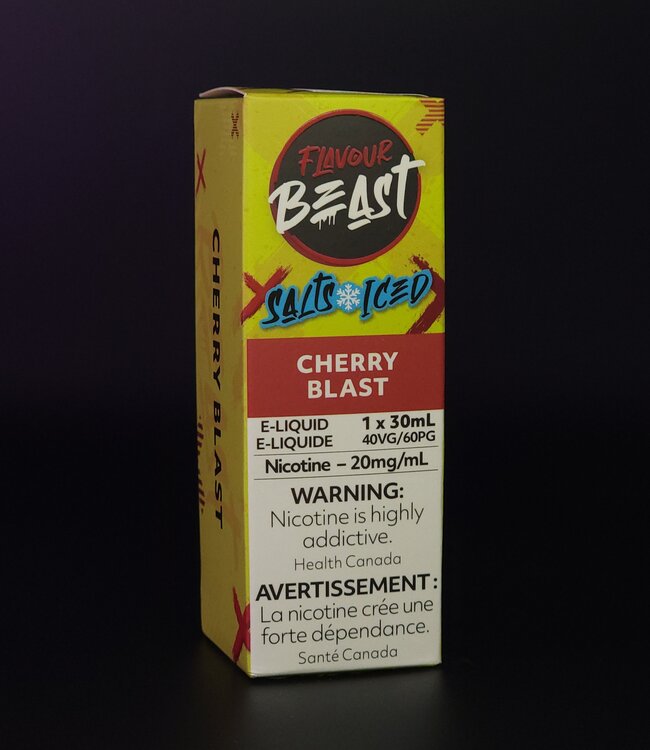 FLAVOUR
BEAST
SALTS ICED
CHERRY
BLAST
E-LIQUID 1 x 30mL
E-LIQUIDE 40VG/60PG
Nicotine – 20mg/mL
WARNING:
Nicotine is highly
addictive.
Health Canada
AVERTISSEMENT :
La nicotine crée une
forte dépendance.
Santé Canada
CHERRY BLAST